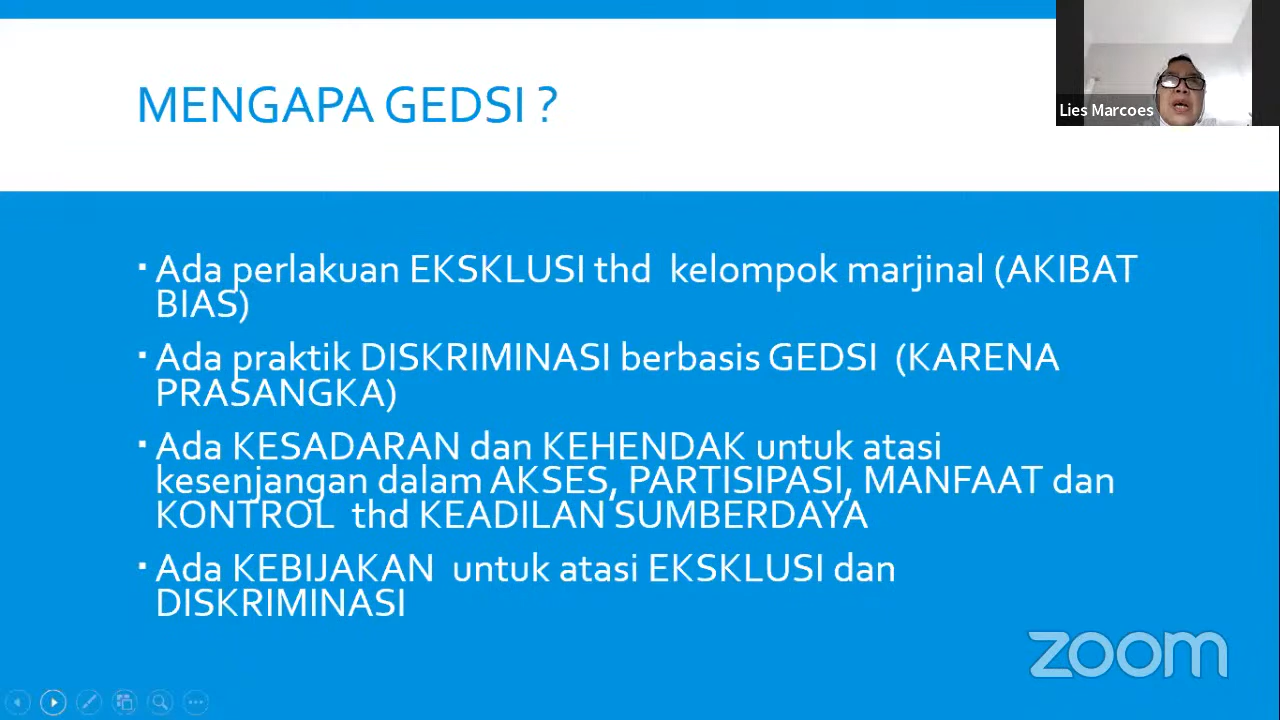 MENGAPA GEDSI ?
Lies Marcoes
▪ Ada perlakuan EKSKLUSI thd kelompok marjinal (AKIBAT
BIAS)
▪ Ada praktik DISKRIMINASI berbasis GEDSI (KARENA
PRASANGKA)
▪ Ada KESADARAN dan KEHENDAK untuk atasi
kesenjangan dalam AKSES, PARTISIPASI, MANFAAT dan
KONTROL thd KEADILAN SUMBERDAYA
▪ Ada KEBIJAKAN untuk atasi EKSKLUSI dan
DISKRIMINASI
zoom